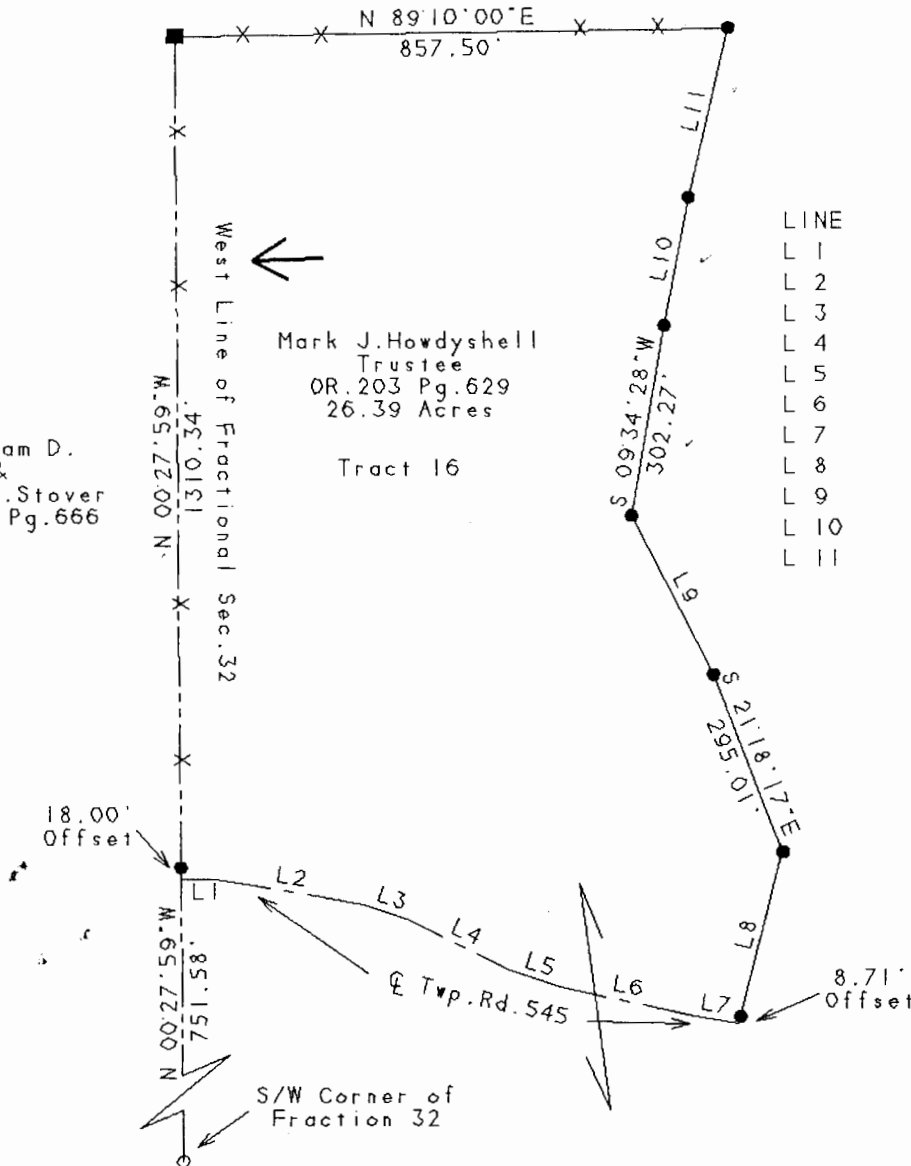 N 89°10'00"E
857.50'
L11
L10
West Line of Fractional Sec.32
Mark J.Howdyshell
Trustee
OR.203 Pg.629
26.39 Acres
Tract 16
N 00°27'59"W
1310.34'
am D.
&
.Stover
Pg.666
S 09°34'28"W
302.27'
LINE
L 1
L 2
L 3
L 4
L 5
L 6
L 7
L 8
L 9
L 10
L 11
L9
S 21°18'17"E
295.01'
18.00'
Offset
L1
L2
L3
L4
L5
L6
L7
L8
8.71'
Offset
℄ Twp.Rd.545
N 00°27'59"W
751.58'
S/W Corner of
Fraction 32